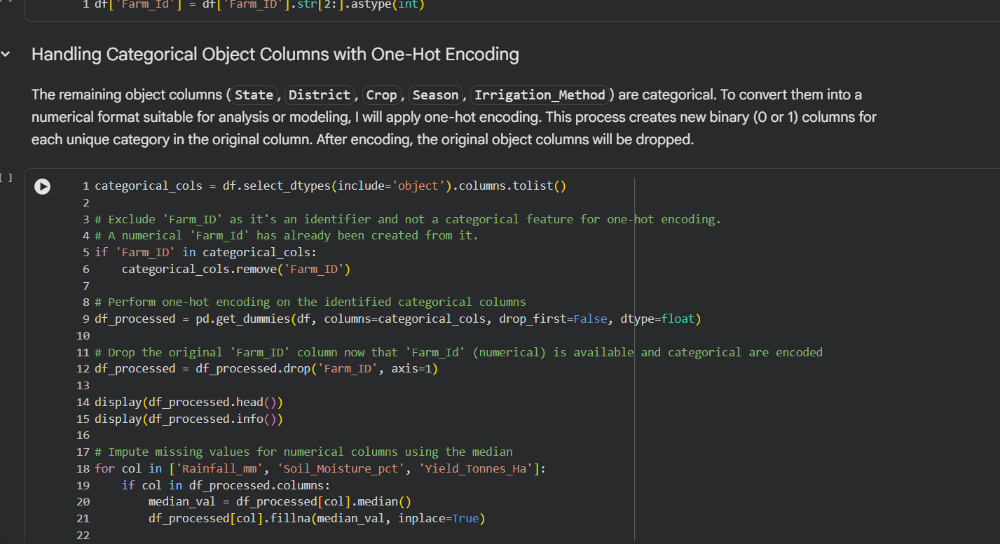 1 df['Farm_Id'] = df['Farm_ID'].str[2:].astype(int)
Handling Categorical Object Columns with One-Hot Encoding
The remaining object columns ( State , District , Crop , Season , Irrigation_Method ) are categorical. To convert them into a
numerical format suitable for analysis or modeling, I will apply one-hot encoding. This process creates new binary (0 or 1) columns for
each unique category in the original column. After encoding, the original object columns will be dropped.
[ ]
1 categorical_cols = df.select_dtypes(include='object').columns.tolist()
2
3 # Exclude 'Farm_ID' as it's an identifier and not a categorical feature for one-hot encoding.
4 # A numerical 'Farm_Id' has already been created from it.
5 if 'Farm_ID' in categorical_cols:
6     categorical_cols.remove('Farm_ID')
7
8 # Perform one-hot encoding on the identified categorical columns
9 df_processed = pd.get_dummies(df, columns=categorical_cols, drop_first=False, dtype=float)
10
11 # Drop the original 'Farm_ID' column now that 'Farm_Id' (numerical) is available and categorical are encoded
12 df_processed = df_processed.drop('Farm_ID', axis=1)
13
14 display(df_processed.head())
15 display(df_processed.info())
16
17 # Impute missing values for numerical columns using the median
18 for col in ['Rainfall_mm', 'Soil_Moisture_pct', 'Yield_Tonnes_Ha']:
19     if col in df_processed.columns:
20         median_val = df_processed[col].median()
21         df_processed[col].fillna(median_val, inplace=True)
22